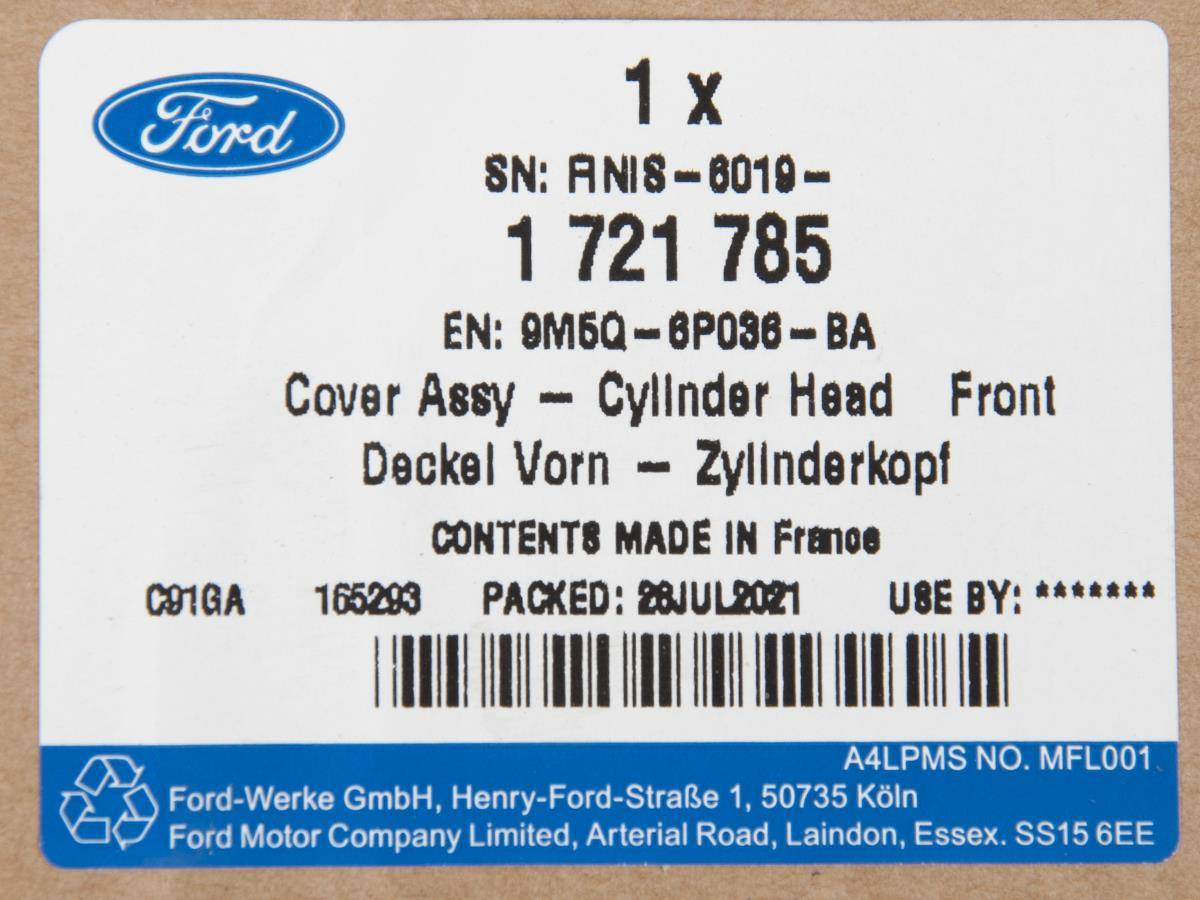 Ford
1 x
SN: FINIS-6019-
1 721 785
EN: 9M5Q-6P036-BA
Cover Assy - Cylinder Head Front
Deckel Vorn - Zylinderkopf
CONTENTS MADE IN France
C91GA 165293 PACKED: 28JUL2021 USE BY: *******
A4LPMS NO. MFL001
Ford-Werke GmbH, Henry-Ford-Straße 1, 50735 Köln
Ford Motor Company Limited, Arterial Road, Laindon, Essex. SS15 6EE